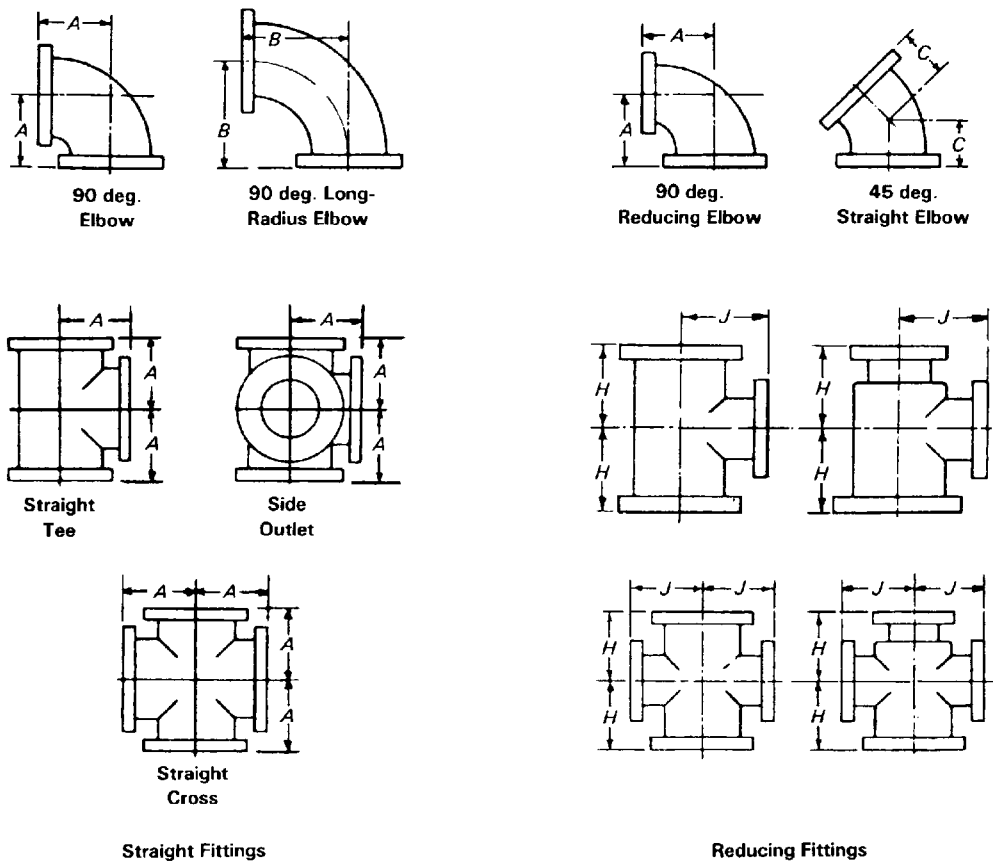 A
B
A
C
A
B
A
C
90 deg.
Elbow
90 deg. Long-
Radius Elbow
90 deg.
Reducing Elbow
45 deg.
Straight Elbow
A
A
J
J
A
A
H
H
A
A
H
H
Straight
Tee
Side
Outlet
A
A
J
J
J
J
A
H
H
A
H
H
Straight
Cross
Straight Fittings
Reducing Fittings